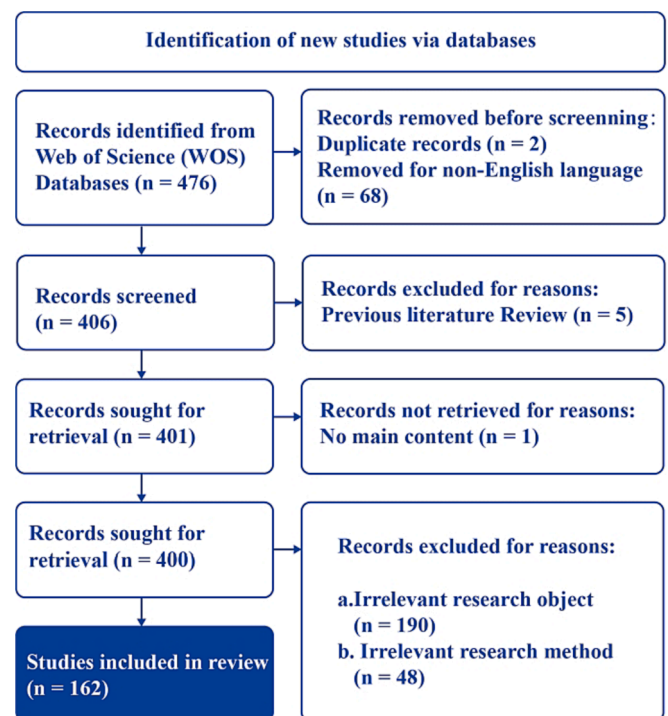 Identification of new studies via databases
Records identified from
Web of Science (WOS)
Databases (n = 476)
Records removed before screenning:
Duplicate records (n = 2)
Removed for non-English language
(n = 68)
Records screened
(n = 406)
Records excluded for reasons:
Previous literature Review (n = 5)
Records sought for
retrieval (n = 401)
Records not retrieved for reasons:
No main content (n = 1)
Records sought for
retrieval (n = 400)
Records excluded for reasons:
a.Irrelevant research object
(n = 190)
b. Irrelevant research method
(n = 48)
Studies included in review
(n = 162)